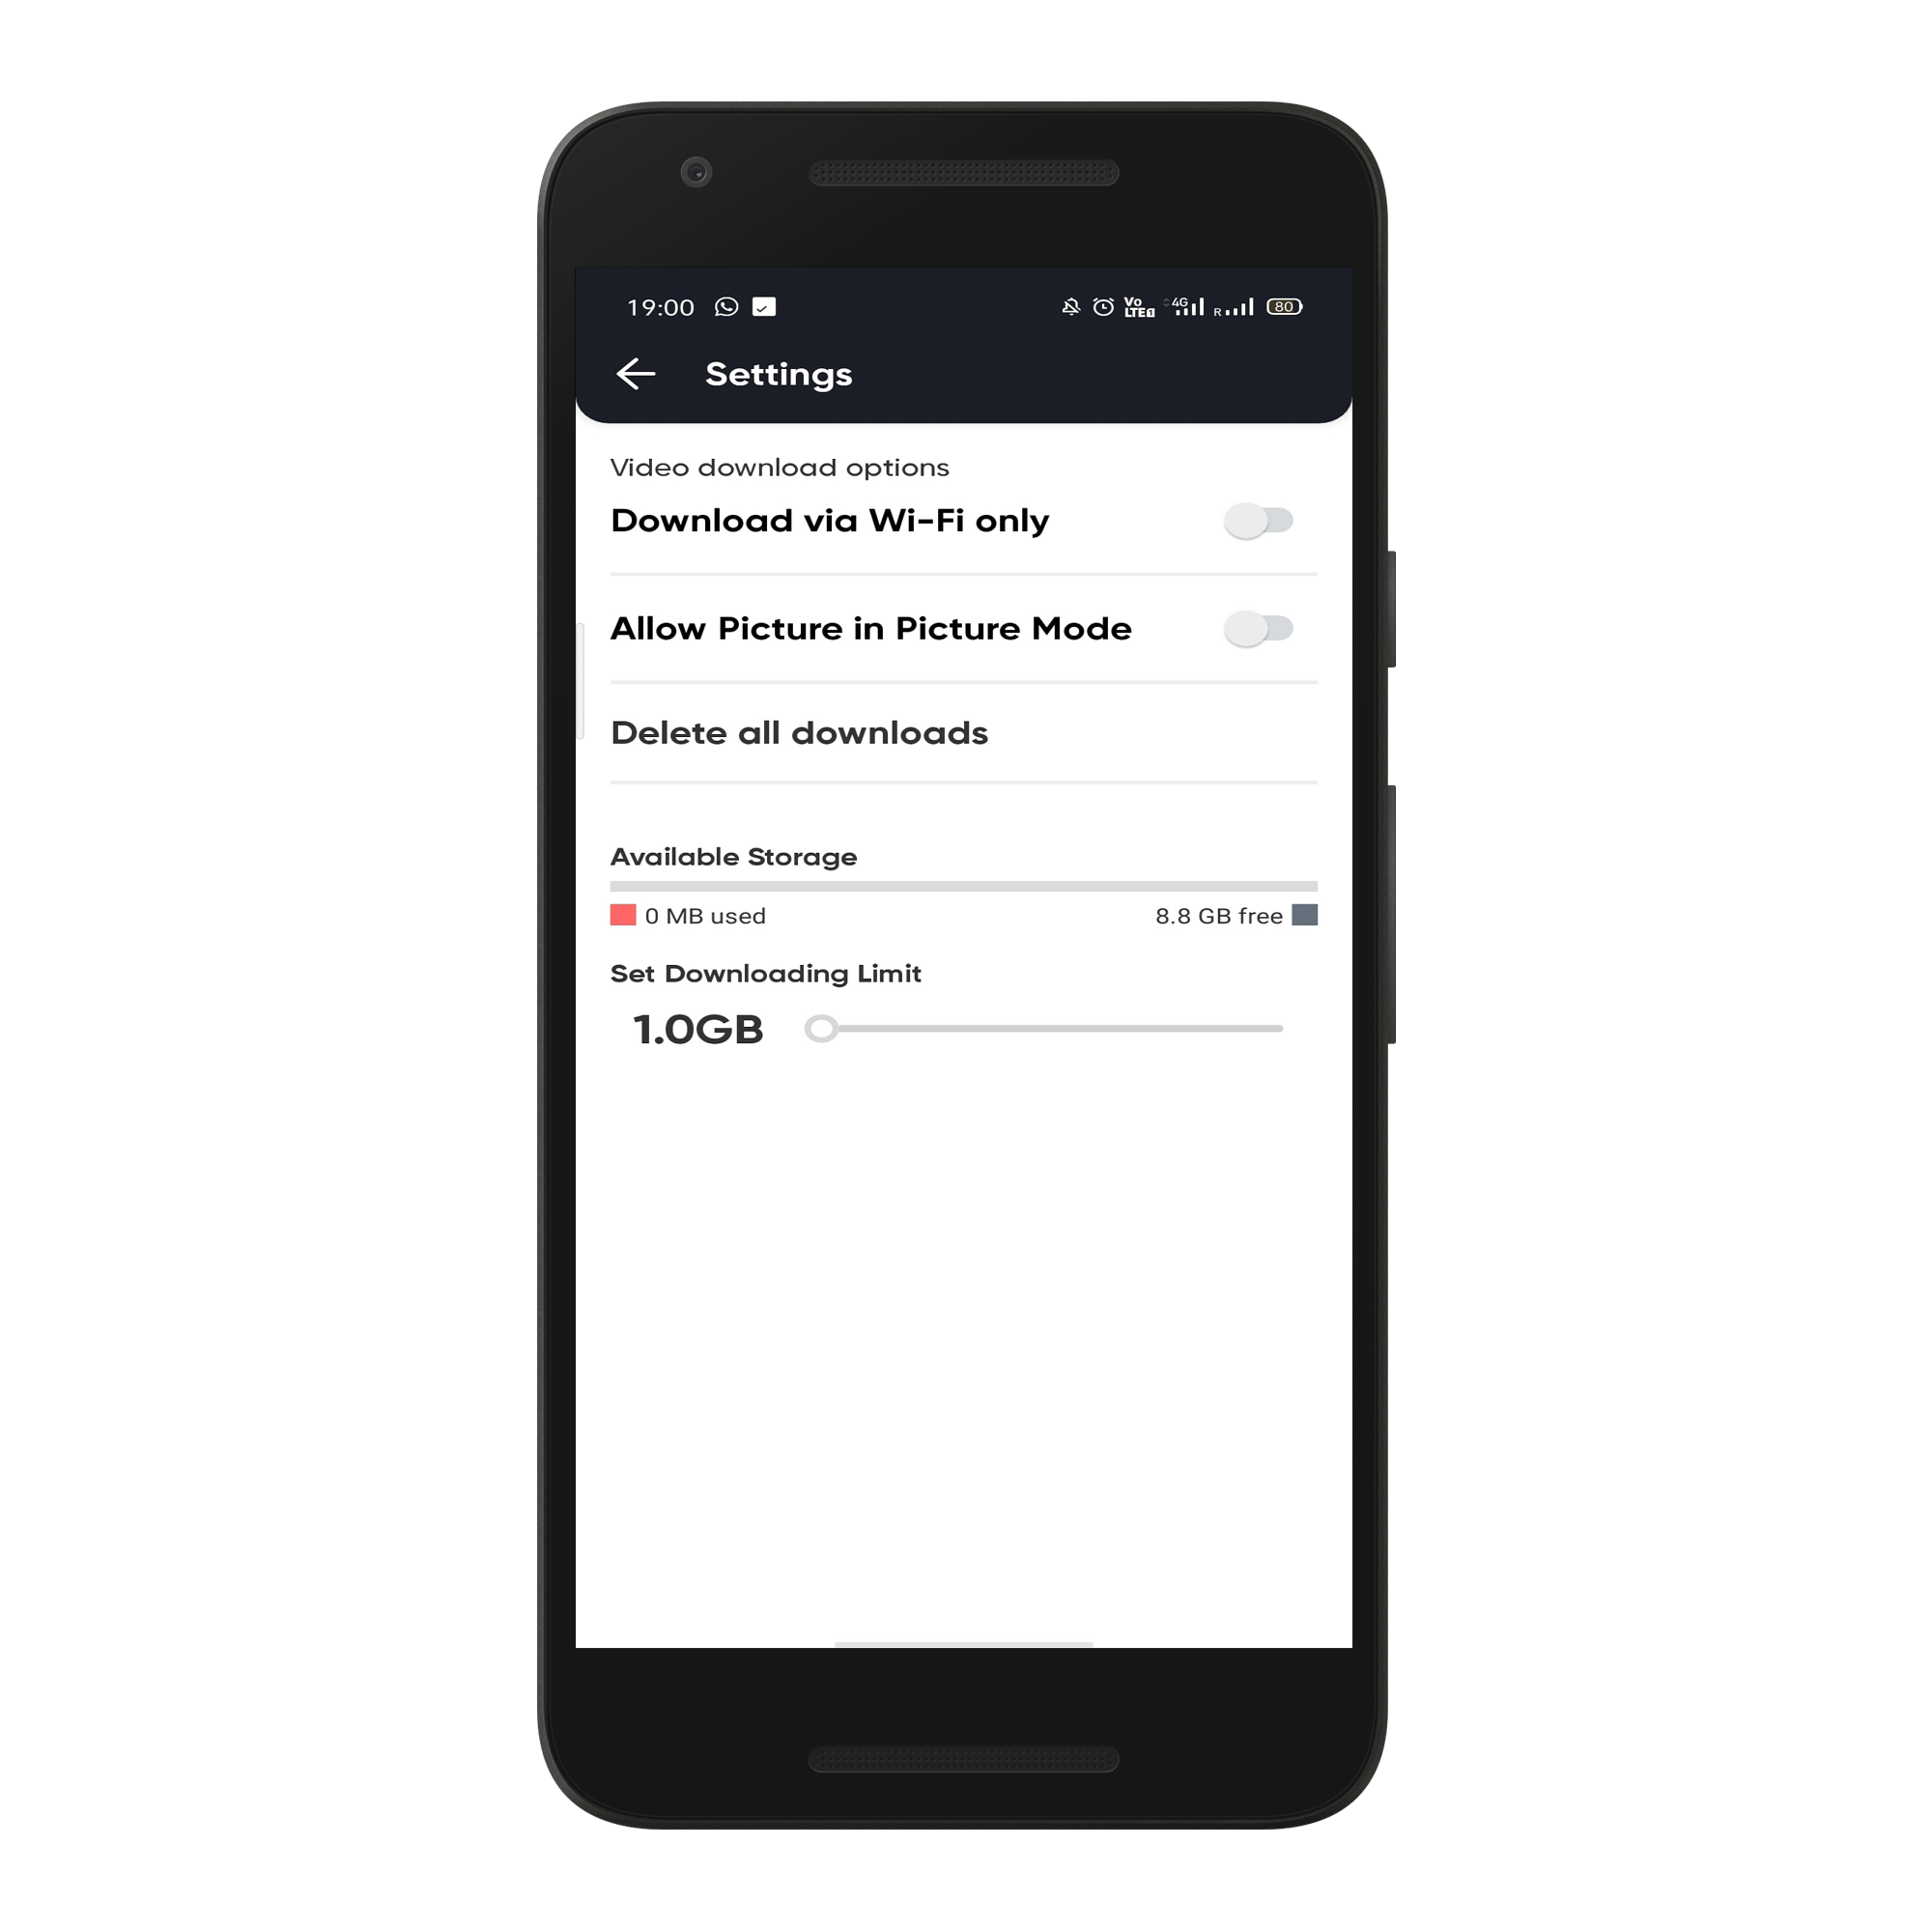 19:00 Vo LTE1 4G R 80
Settings
Video download options
Download via Wi-Fi only
Allow Picture in Picture Mode
Delete all downloads
Available Storage
0 MB used 8.8 GB free
Set Downloading Limit
1.0GB